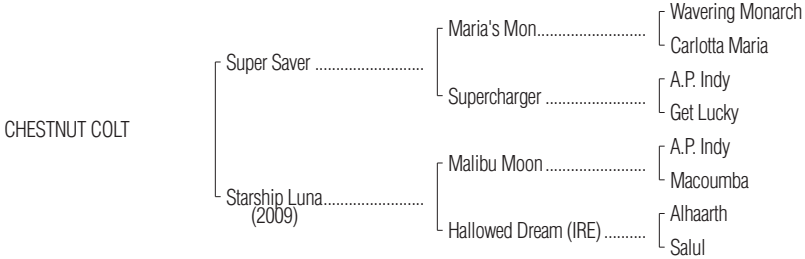 Wavering Monarch
Maria's Mon..........................
Carlotta Maria
Super Saver ..........................
A.P. Indy
Supercharger ........................
Get Lucky
CHESTNUT COLT
A.P. Indy
Malibu Moon ........................
Macoumba
Starship Luna........................
(2009)
Alhaarth
Hallowed Dream (IRE) ..........
Salul